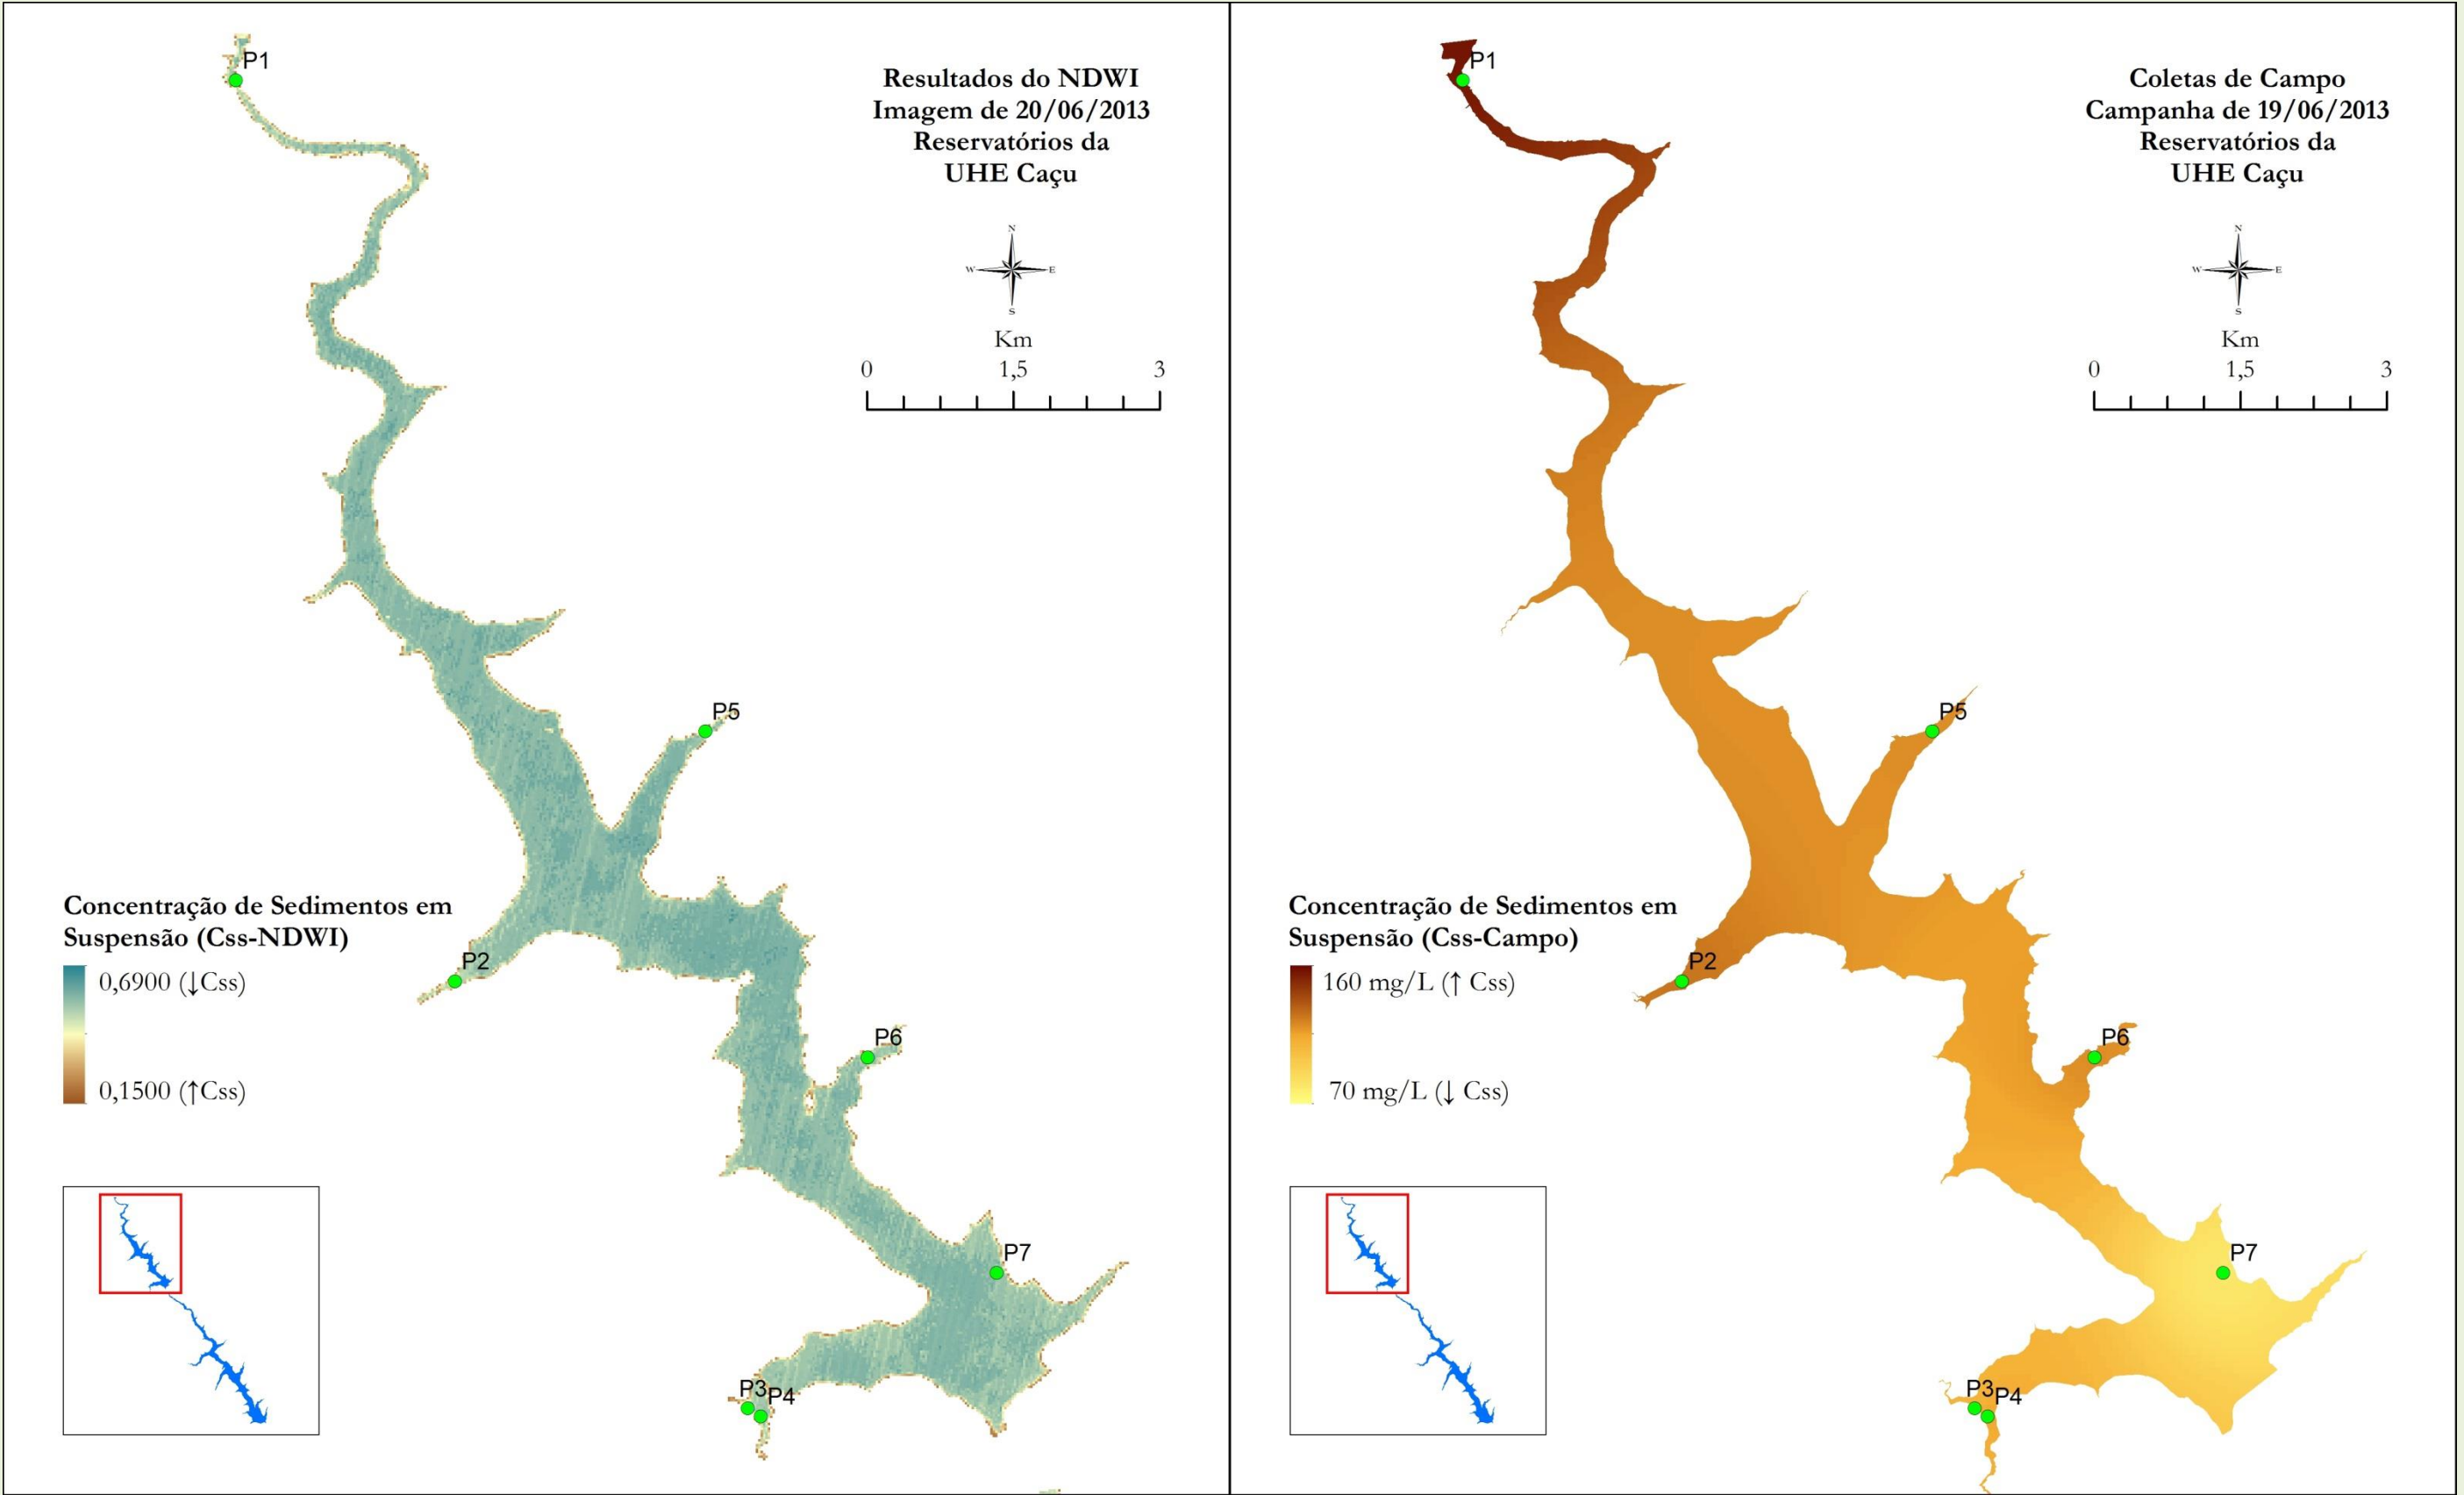 P1
Resultados do NDWI
Imagem de 20/06/2013
Reservatórios da
UHE Caçu
N
W
E
S
Km
0
1,5
3
P5
Concentração de Sedimentos em
Suspensão (Css-NDWI)
0,6900 (↓Css)
0,1500 (↑Css)
P2
P6
P7
P3
P4
P1
Coletas de Campo
Campanha de 19/06/2013
Reservatórios da
UHE Caçu
N
W
E
S
Km
0
1,5
3
P5
Concentração de Sedimentos em
Suspensão (Css-Campo)
160 mg/L (↑ Css)
70 mg/L (↓ Css)
P2
P6
P7
P3
P4